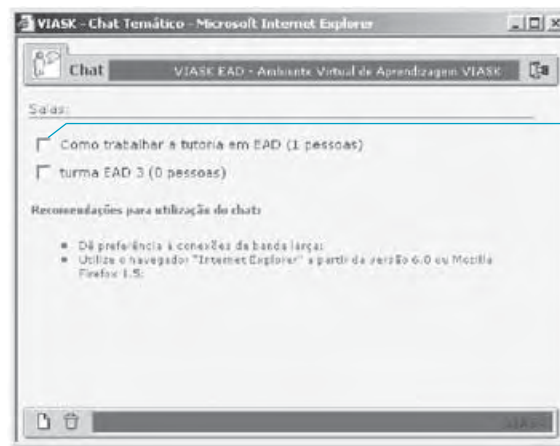 VIASK - Chat Temático - Microsoft Internet Explorer
Chat VIASK EAD - Ambiente Virtual de Aprendizagem VIASK
Salas:
Como trabalhar a tutoria em EAD (1 pessoas)
turma EAD 3 (0 pessoas)
Recomendações para utilização do chat:
Dê preferência a conexões de banda larga;
Utilize o navegador "Internet Explorer" a partir da versão 6.0 ou Mozilla
Firefox 1.5;
VIASK